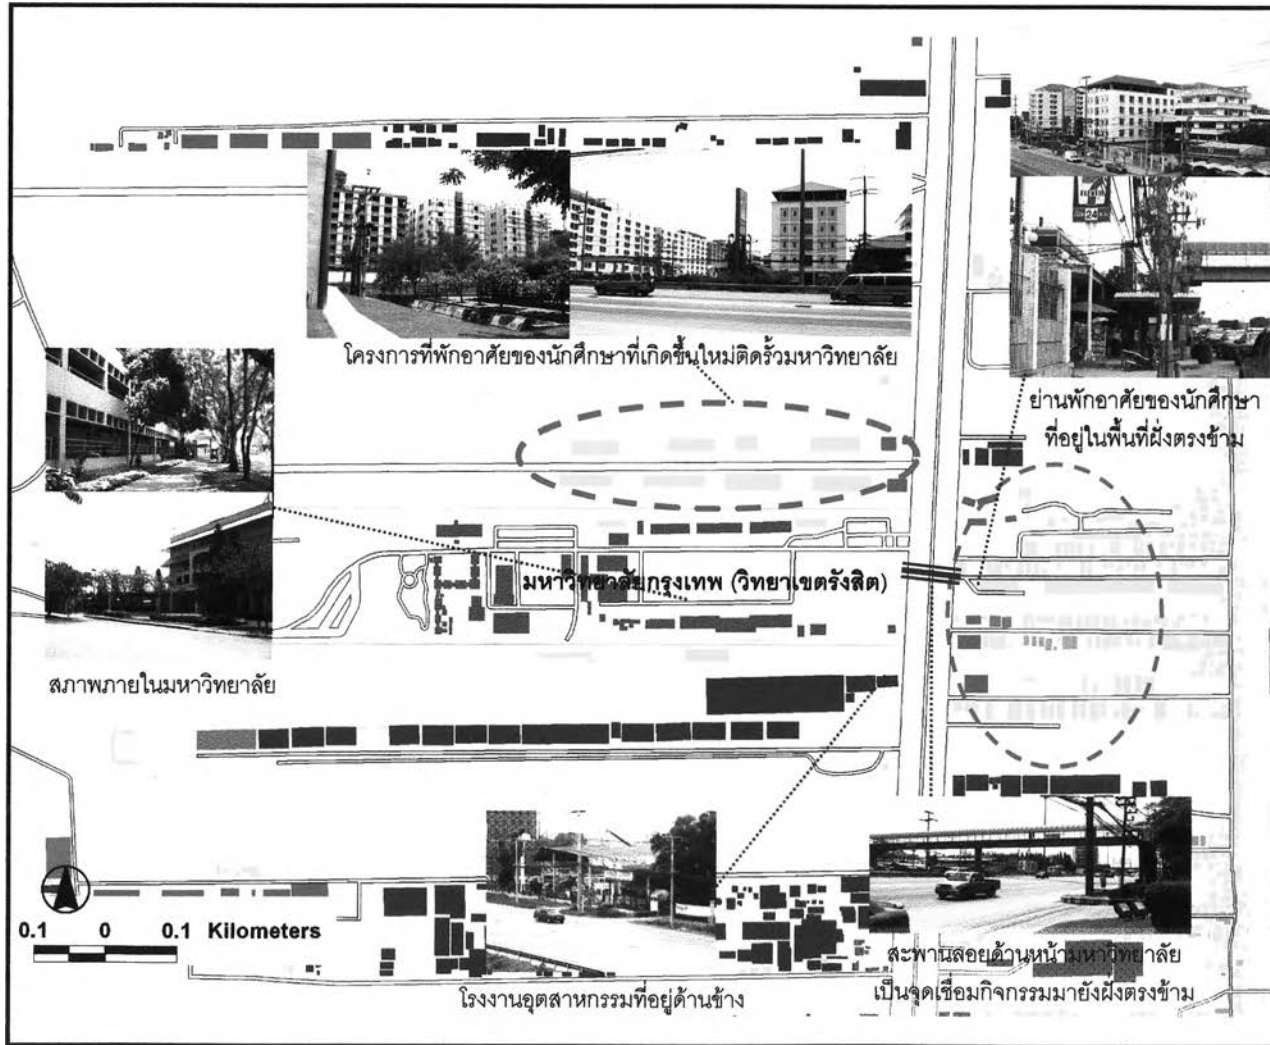 โครงการที่พักอาศัยของนักศึกษาที่เกิดขึ้นใหม่ติดรั้วมหาวิทยาลัย
24
ย่านพักอาศัยของนักศึกษา
ที่อยู่ในพื้นที่ฝั่งตรงข้าม
มหาวิทยาลัยกรุงเทพ (วิทยาเขตรังสิต)
สภาพภายในมหาวิทยาลัย
0.1 0 0.1 Kilometers
โรงงานอุตสาหกรรมที่อยู่ด้านข้าง
สะพานลอยด้านหน้ามหาวิทยาลัย
เป็นจุดเชื่อมกิจกรรมมายังฝั่งตรงข้าม